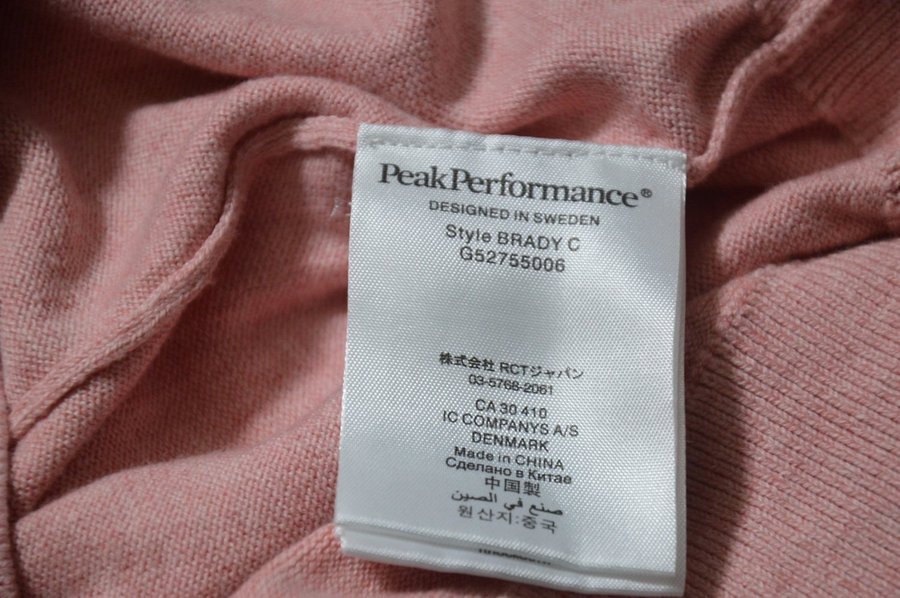 PeakPerformance®
DESIGNED IN SWEDEN
Style BRADY C
G52755006
株式会社 RCTジャパン
03-5768-2061
CA 30 410
IC COMPANYS A/S
DENMARK
Made in CHINA
Сделано в Китае
中国製
صنع في الصين
원산지:중국